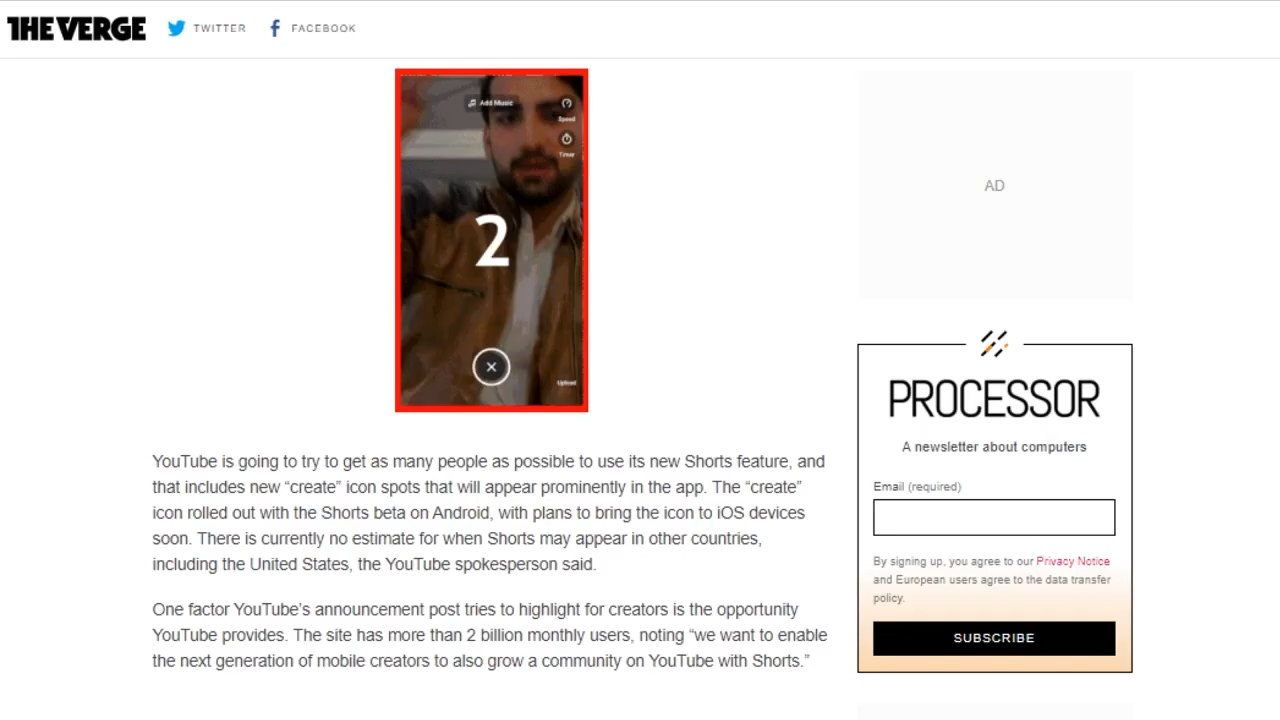 THE VERGE
TWITTER
FACEBOOK
Add Music
Speed
Timer
2
Upload
YouTube is going to try to get as many people as possible to use its new Shorts feature, and
that includes new “create” icon spots that will appear prominently in the app. The “create”
icon rolled out with the Shorts beta on Android, with plans to bring the icon to iOS devices
soon. There is currently no estimate for when Shorts may appear in other countries,
including the United States, the YouTube spokesperson said.
One factor YouTube’s announcement post tries to highlight for creators is the opportunity
YouTube provides. The site has more than 2 billion monthly users, noting “we want to enable
the next generation of mobile creators to also grow a community on YouTube with Shorts.”
AD
PROCESSOR
A newsletter about computers
Email (required)
By signing up, you agree to our Privacy Notice
and European users agree to the data transfer
policy.
SUBSCRIBE